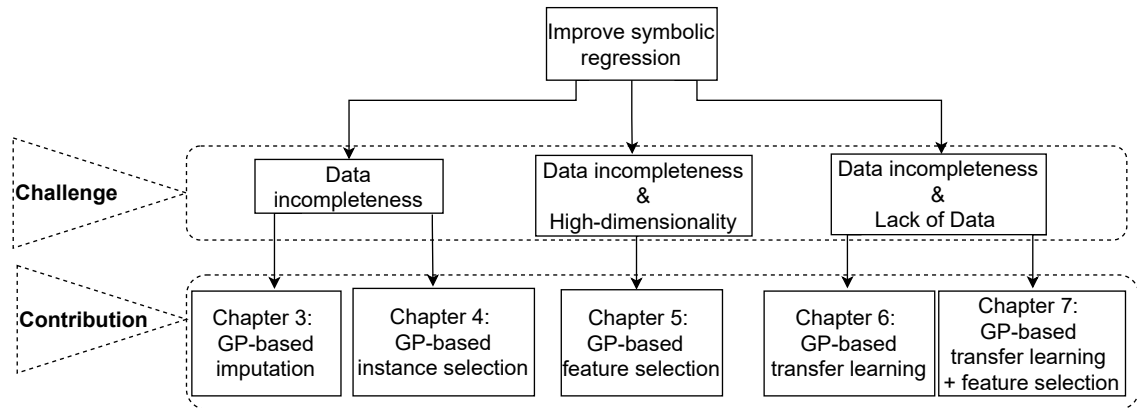 Improve symbolic
regression
Challenge
Data
incompleteness
Data incompleteness
&
High-dimensionality
Data incompleteness
&
Lack of Data
Contribution
Chapter 3:
GP-based
imputation
Chapter 4:
GP-based
instance selection
Chapter 5:
GP-based
feature selection
Chapter 6:
GP-based
transfer learning
Chapter 7:
GP-based
transfer learning
+ feature selection